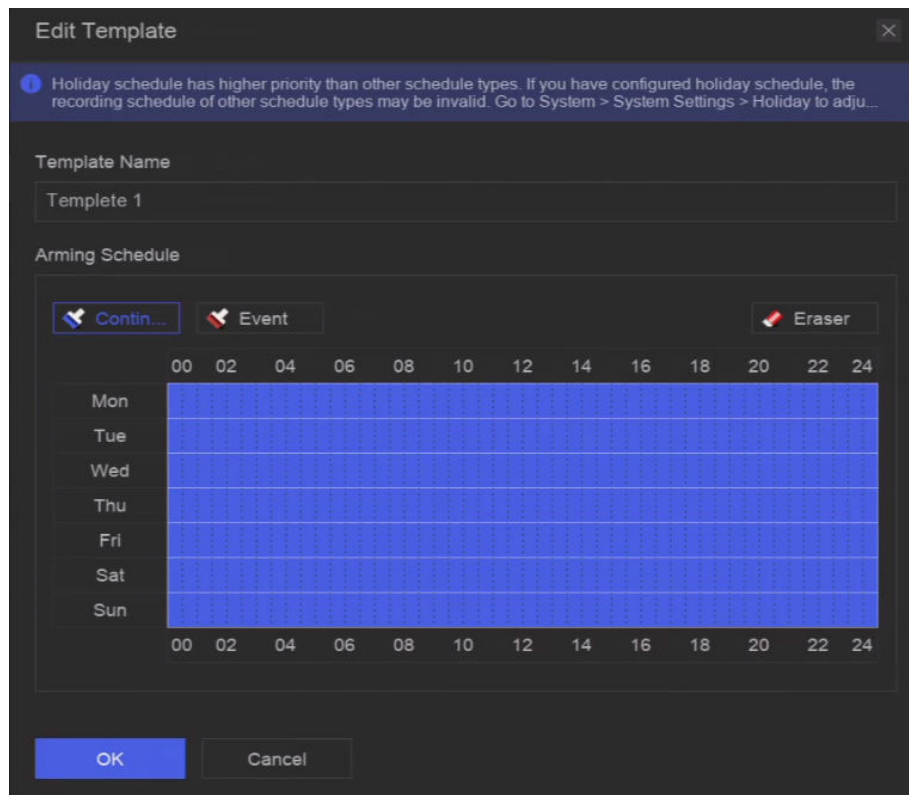 Edit Template
Holiday schedule has higher priority than other schedule types. If you have configured holiday schedule, the
recording schedule of other schedule types may be invalid. Go to System > System Settings > Holiday to adju...
Template Name
Templete 1
Arming Schedule
Contin... Event Eraser
00 02 04 06 08 10 12 14 16 18 20 22 24
Mon
Tue
Wed
Thu
Fri
Sat
Sun
00 02 04 06 08 10 12 14 16 18 20 22 24
OK Cancel